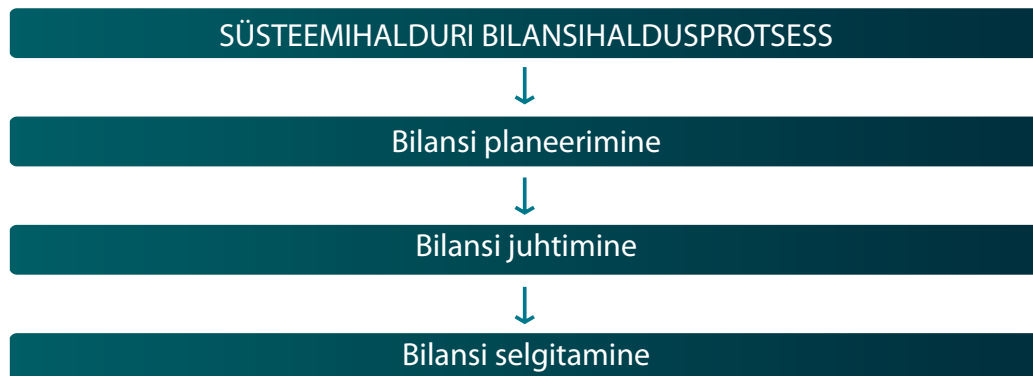 SÜSTEEMIHALDURI BILANSIHALDUSPROTSESS
Bilansi planeerimine
Bilansi juhtimine
Bilansi selgitamine